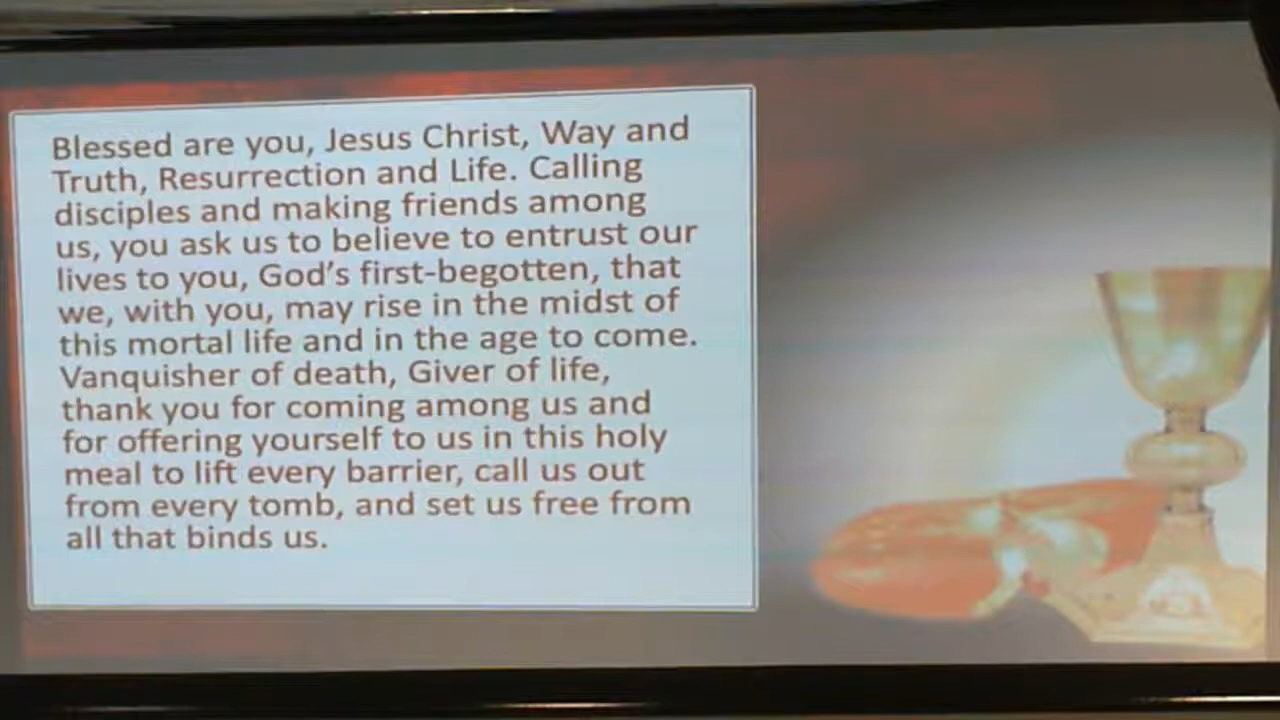 Blessed are you, Jesus Christ, Way and
Truth, Resurrection and Life. Calling
disciples and making friends among
us, you ask us to believe to entrust our
lives to you, God's first-begotten, that
we, with you, may rise in the midst of
this mortal life and in the age to come.
Vanquisher of death, Giver of life,
thank you for coming among us and
for offering yourself to us in this holy
meal to lift every barrier, call us out
from every tomb, and set us free from
all that binds us.